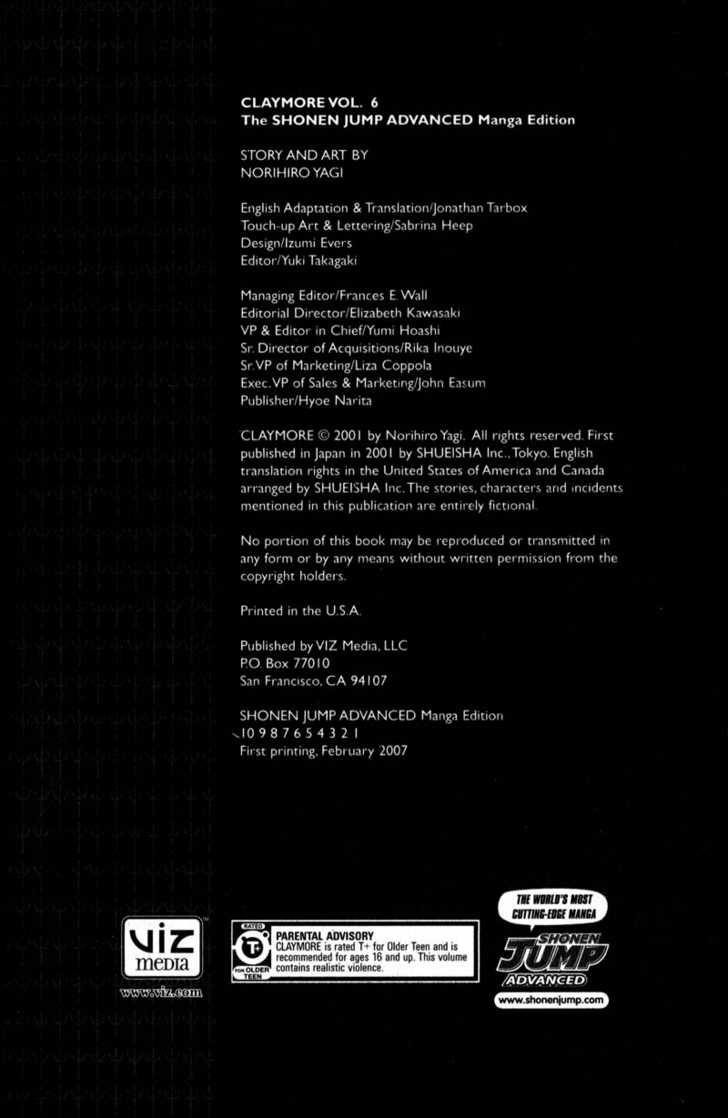 CLAYMORE VOL. 6
The SHONEN JUMP ADVANCED Manga Edition
STORY AND ART BY
NORIHIRO YAGI
English Adaptation & Translation/Jonathan Tarbox
Touch-up Art & Lettering/Sabrina Heep
Design/Izumi Evers
Editor/Yuki Takagaki
Managing Editor/Frances E. Wall
Editorial Director/Elizabeth Kawasaki
VP & Editor in Chief/Yumi Hoashi
Sr. Director of Acquisitions/Rika Inouye
Sr. VP of Marketing/Liza Coppola
Exec. VP of Sales & Marketing/John Easum
Publisher/Hyoe Narita
CLAYMORE © 2001 by Norihiro Yagi. All rights reserved. First
published in Japan in 2001 by SHUEISHA Inc., Tokyo. English
translation rights in the United States of America and Canada
arranged by SHUEISHA Inc. The stories, characters and incidents
mentioned in this publication are entirely fictional.
No portion of this book may be reproduced or transmitted in
any form or by any means without written permission from the
copyright holders.
Printed in the U.S.A.
Published by VIZ Media, LLC
P.O. Box 77010
San Francisco, CA 94107
SHONEN JUMP ADVANCED Manga Edition
10 9 8 7 6 5 4 3 2 1
First printing, February 2007
VIZ
MEDIA
™
www.viz.com
RATED
T+
FOR OLDER
TEEN
PARENTAL ADVISORY
CLAYMORE is rated T+ for Older Teen and is
recommended for ages 16 and up. This volume
contains realistic violence.
THE WORLD'S MOST
CUTTING-EDGE MANGA
SHONEN
JUMP
ADVANCED
www.shonenjump.com